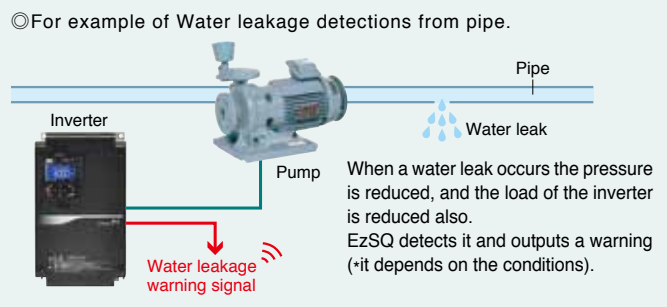 ◎For example of Water leakage detections from pipe.
Pipe
Inverter
Water leak
Pump
When a water leak occurs the pressure
is reduced, and the load of the inverter
is reduced also.
EzSQ detects it and outputs a warning
(*it depends on the conditions).
Water leakage
warning signal